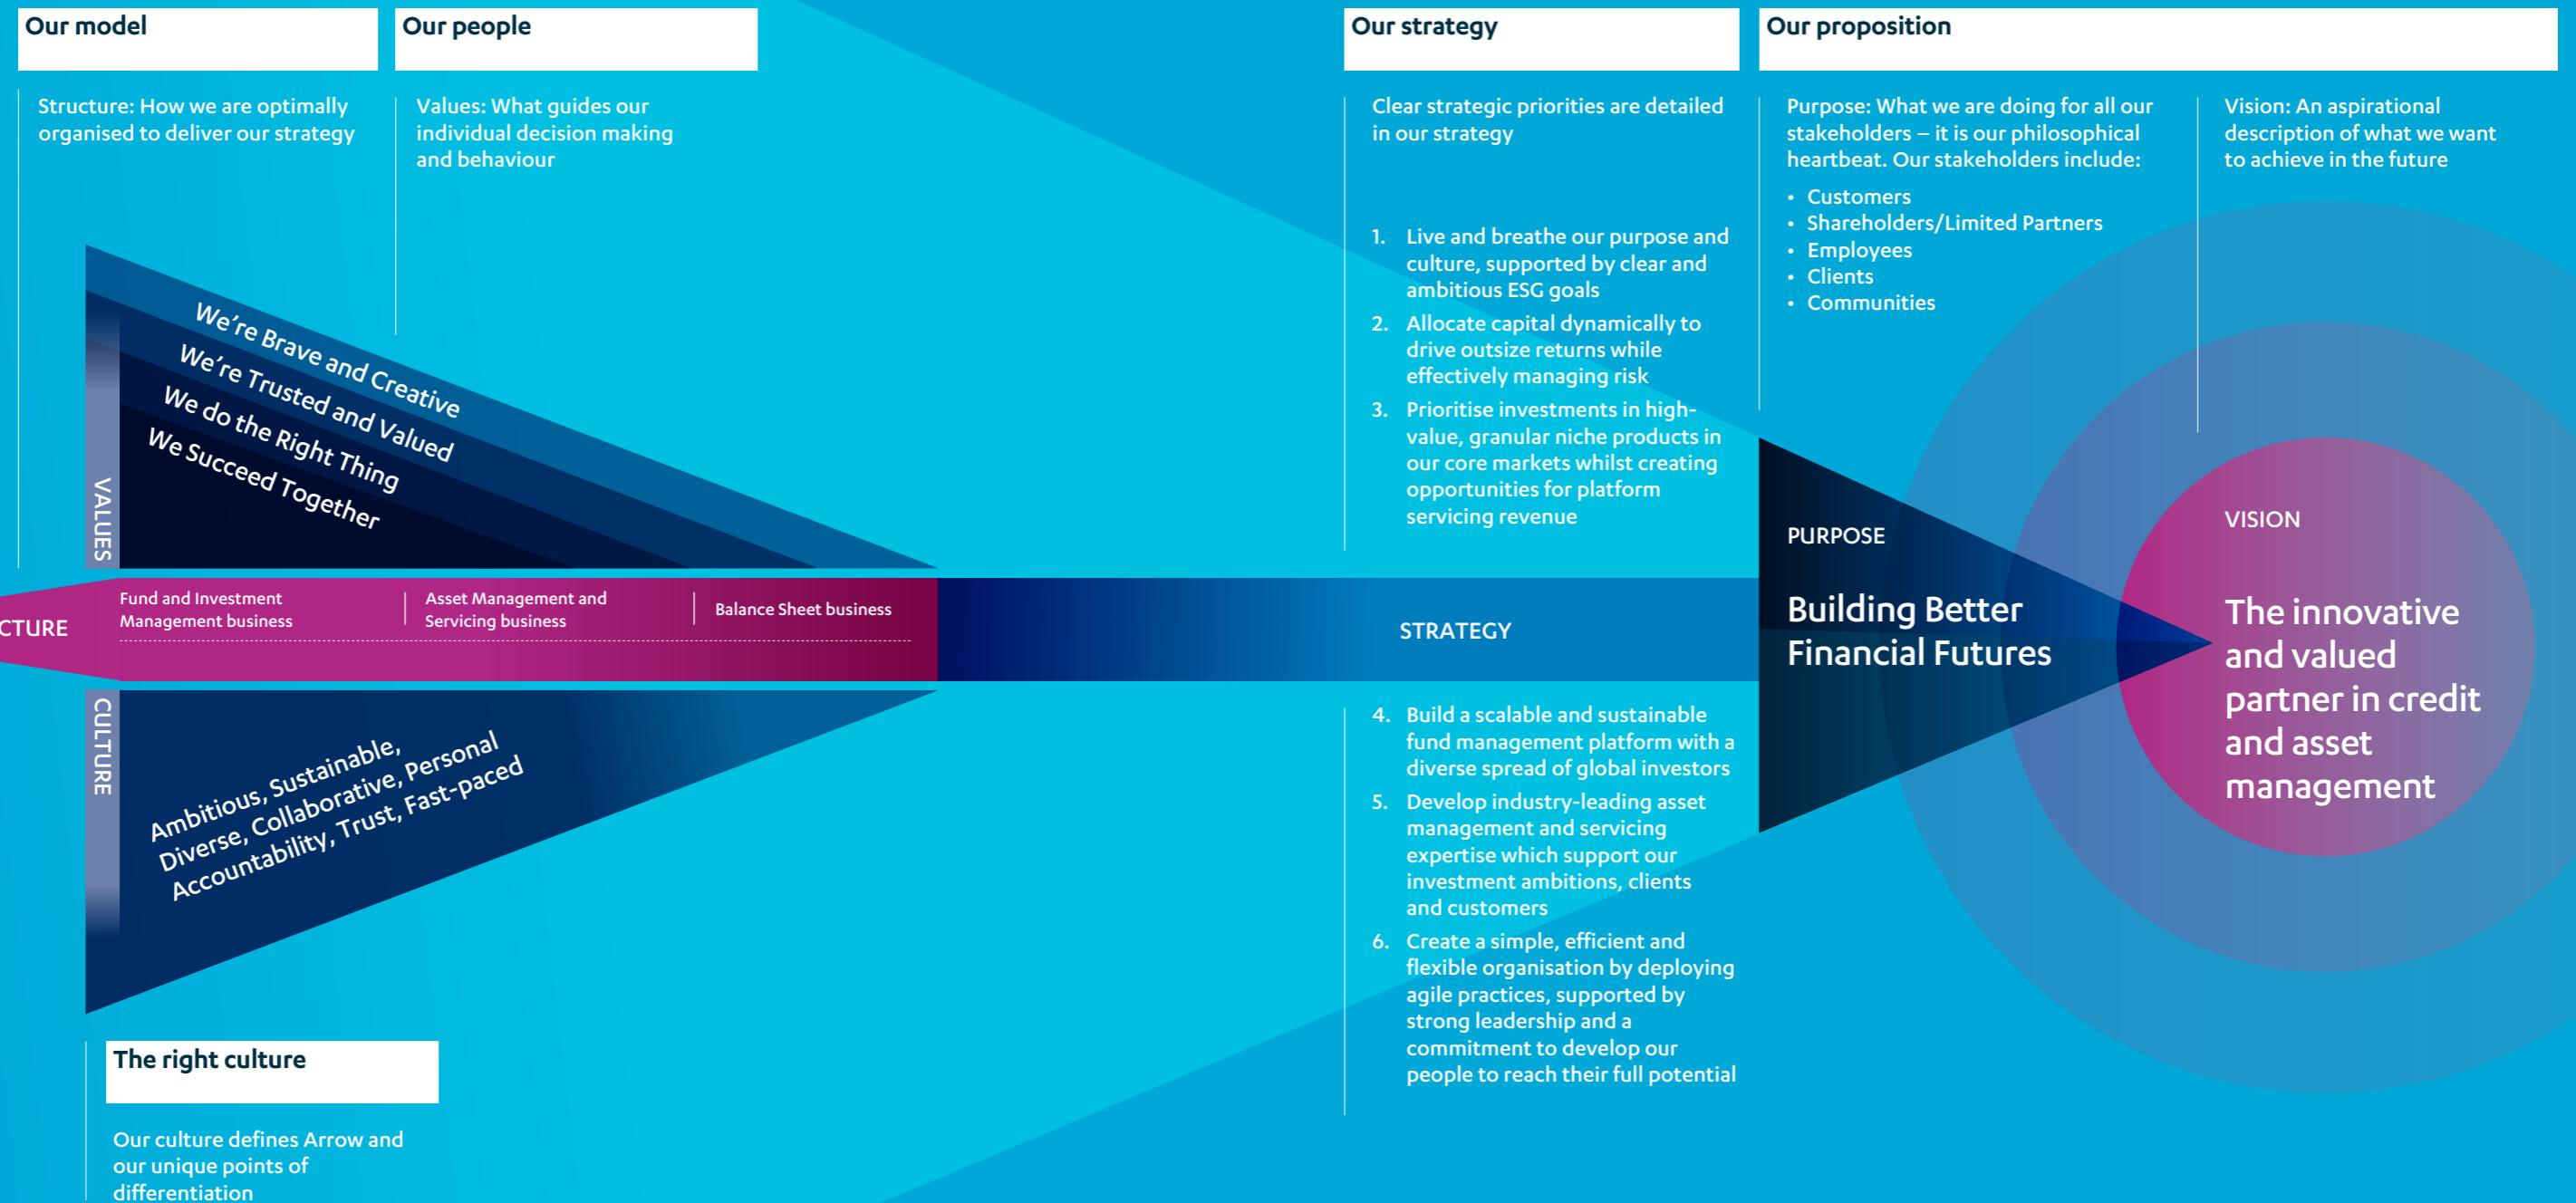 Our model
Structure: How we are optimally
organised to deliver our strategy
Our people
Values: What guides our
individual decision making
and behaviour
We're Brave and Creative
We're Trusted and Valued
We do the Right Thing
We Succeed Together
VALUES
CTURE
Fund and Investment
Management business
Asset Management and
Servicing business
Balance Sheet business
CULTURE
Ambitious, Sustainable,
Diverse, Collaborative, Personal
Accountability, Trust, Fast-paced
The right culture
Our culture defines Arrow and
our unique points of
differentiation
Our strategy
Clear strategic priorities are detailed
in our strategy
1. Live and breathe our purpose and
culture, supported by clear and
ambitious ESG goals
2. Allocate capital dynamically to
drive outsize returns while
effectively managing risk
3. Prioritise investments in high-
value, granular niche products in
our core markets whilst creating
opportunities for platform
servicing revenue
STRATEGY
4. Build a scalable and sustainable
fund management platform with a
diverse spread of global investors
5. Develop industry-leading asset
management and servicing
expertise which support our
investment ambitions, clients
and customers
6. Create a simple, efficient and
flexible organisation by deploying
agile practices, supported by
strong leadership and a
commitment to develop our
people to reach their full potential
Our proposition
Purpose: What we are doing for all our
stakeholders – it is our philosophical
heartbeat. Our stakeholders include:
• Customers
• Shareholders/Limited Partners
• Employees
• Clients
• Communities
PURPOSE
Building Better
Financial Futures
Vision: An aspirational
description of what we want
to achieve in the future
VISION
The innovative
and valued
partner in credit
and asset
management